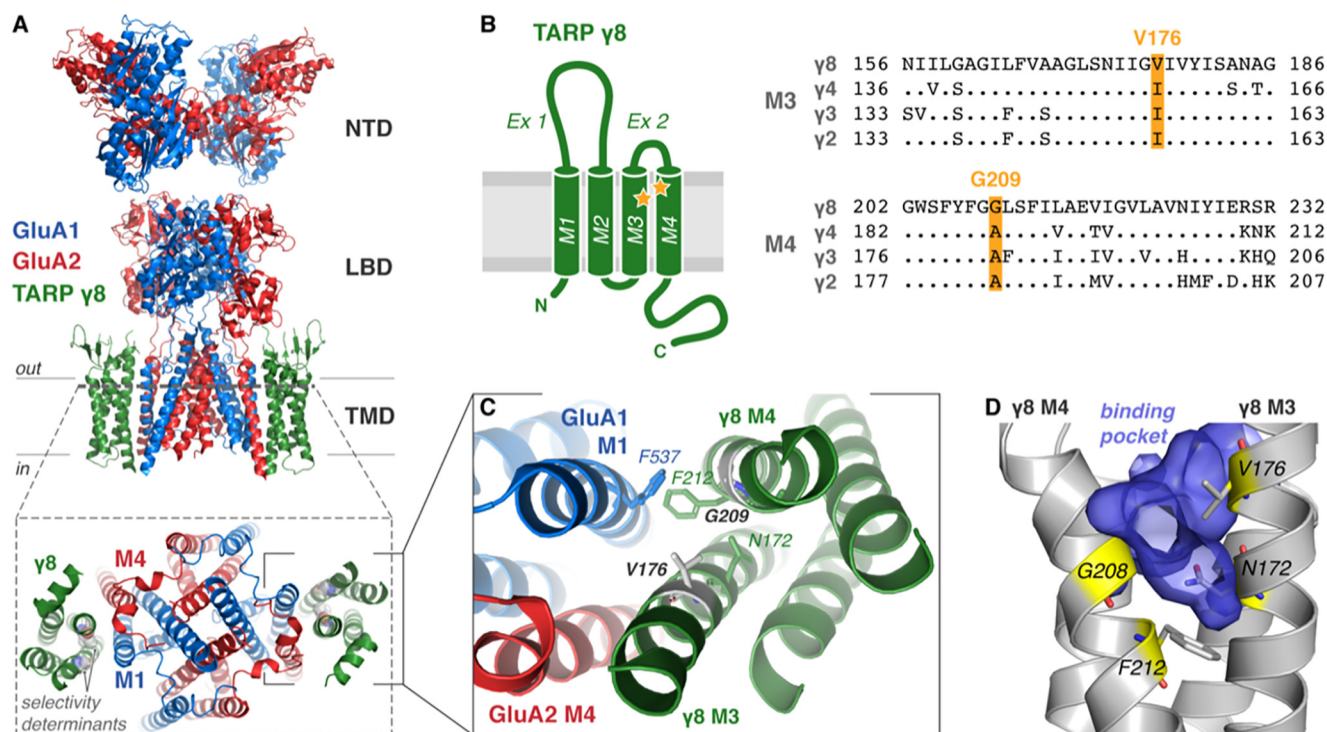 A
NTD
GluA1
GluA2
TARP γ8
LBD
out
TMD
in
γ8
M4
M1
selectivity
determinants
B
TARP γ8
Ex 1
Ex 2
M1
M2
M3
M4
N
C
V176
M3
γ8 156 NIILGAGILFVAAGLSNIIGVIVYISANAG 186
γ4 136 ..V.S...............I.....S.T. 166
γ3 133 SV..S...F..A.......I......... 163
γ2 133 ....S...F..S........I......... 163
G209
M4
γ8 202 GWSFYFGGLSFILAEVIGVLAVNIYIERSR 232
γ4 182 .......A....V..TV..........KNK 212
γ3 176 .......AF...I..IV...V..H...KHQ 206
γ2 177 .......A....I..MV......HMF.D.HK 207
C
GluA1
M1
γ8 M4
F537
F212
G209
N172
V176
GluA2 M4
γ8 M3
D
γ8 M4
binding
pocket
γ8 M3
V176
G208
N172
F212